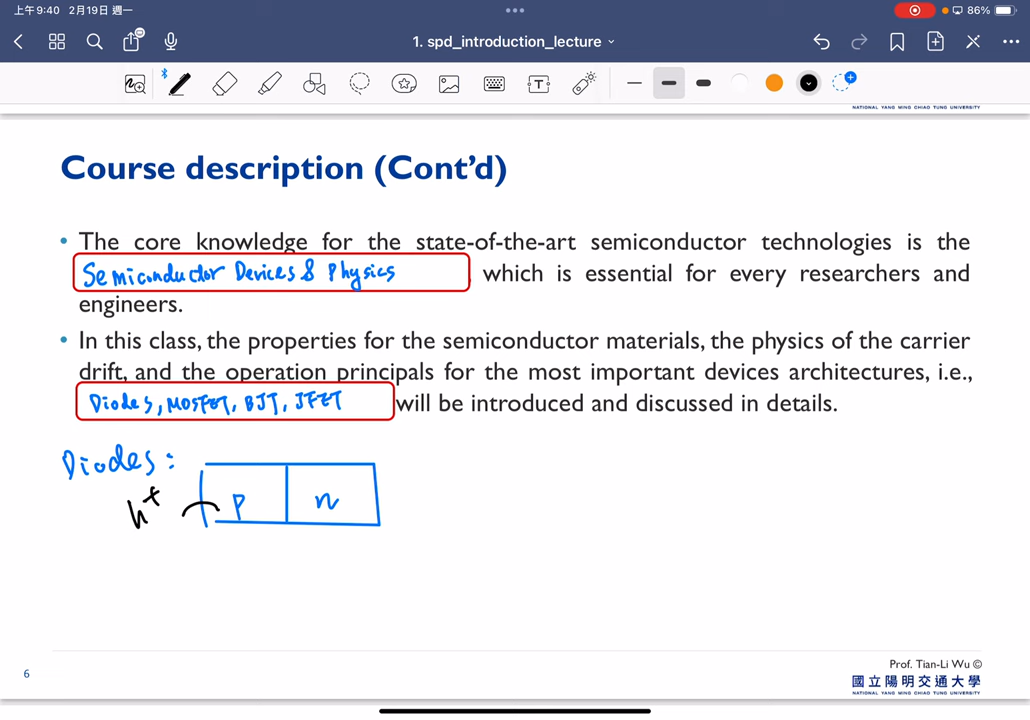 上午9:40 2月19日 週一
86%
1. spd_introduction_lecture
T
NATIONAL YANG MING CHIAO TUNG UNIVERSITY
Course description (Cont'd)
• The core knowledge for the state-of-the-art semiconductor technologies is the
Semiconductor Devices & Physics, which is essential for every researchers and
engineers.
• In this class, the properties for the semiconductor materials, the physics of the carrier
drift, and the operation principals for the most important devices architectures, i.e.,
Diodes, MOSFET, BJT, JFET will be introduced and discussed in details.
Diodes:
h+ p n
Prof. Tian-Li Wu ©
6
國立陽明交通大學
NATIONAL YANG MING CHIAO TUNG UNIVERSITY